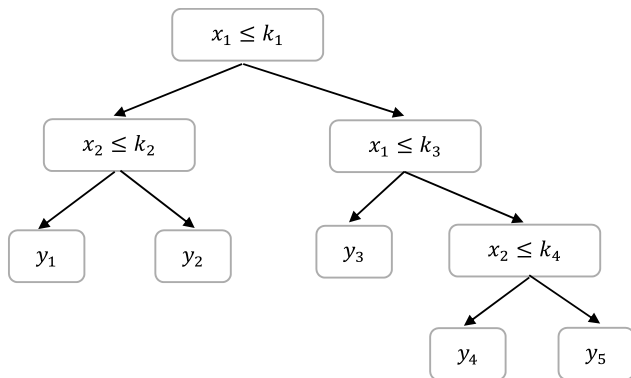 x₁ ≤ k₁
x₂ ≤ k₂
x₁ ≤ k₃
y₁
y₂
y₃
x₂ ≤ k₄
y₄
y₅